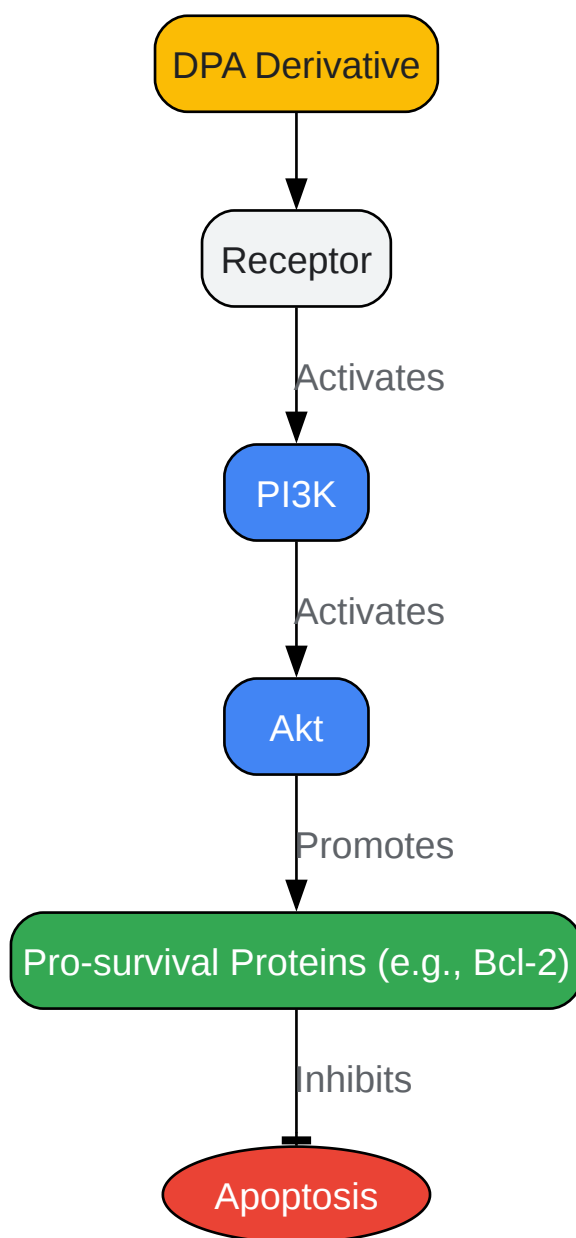 DPA Derivative
Receptor
Activates
PI3K
Activates
Akt
Promotes
Pro-survival Proteins (e.g., Bcl-2)
Inhibits
Apoptosis